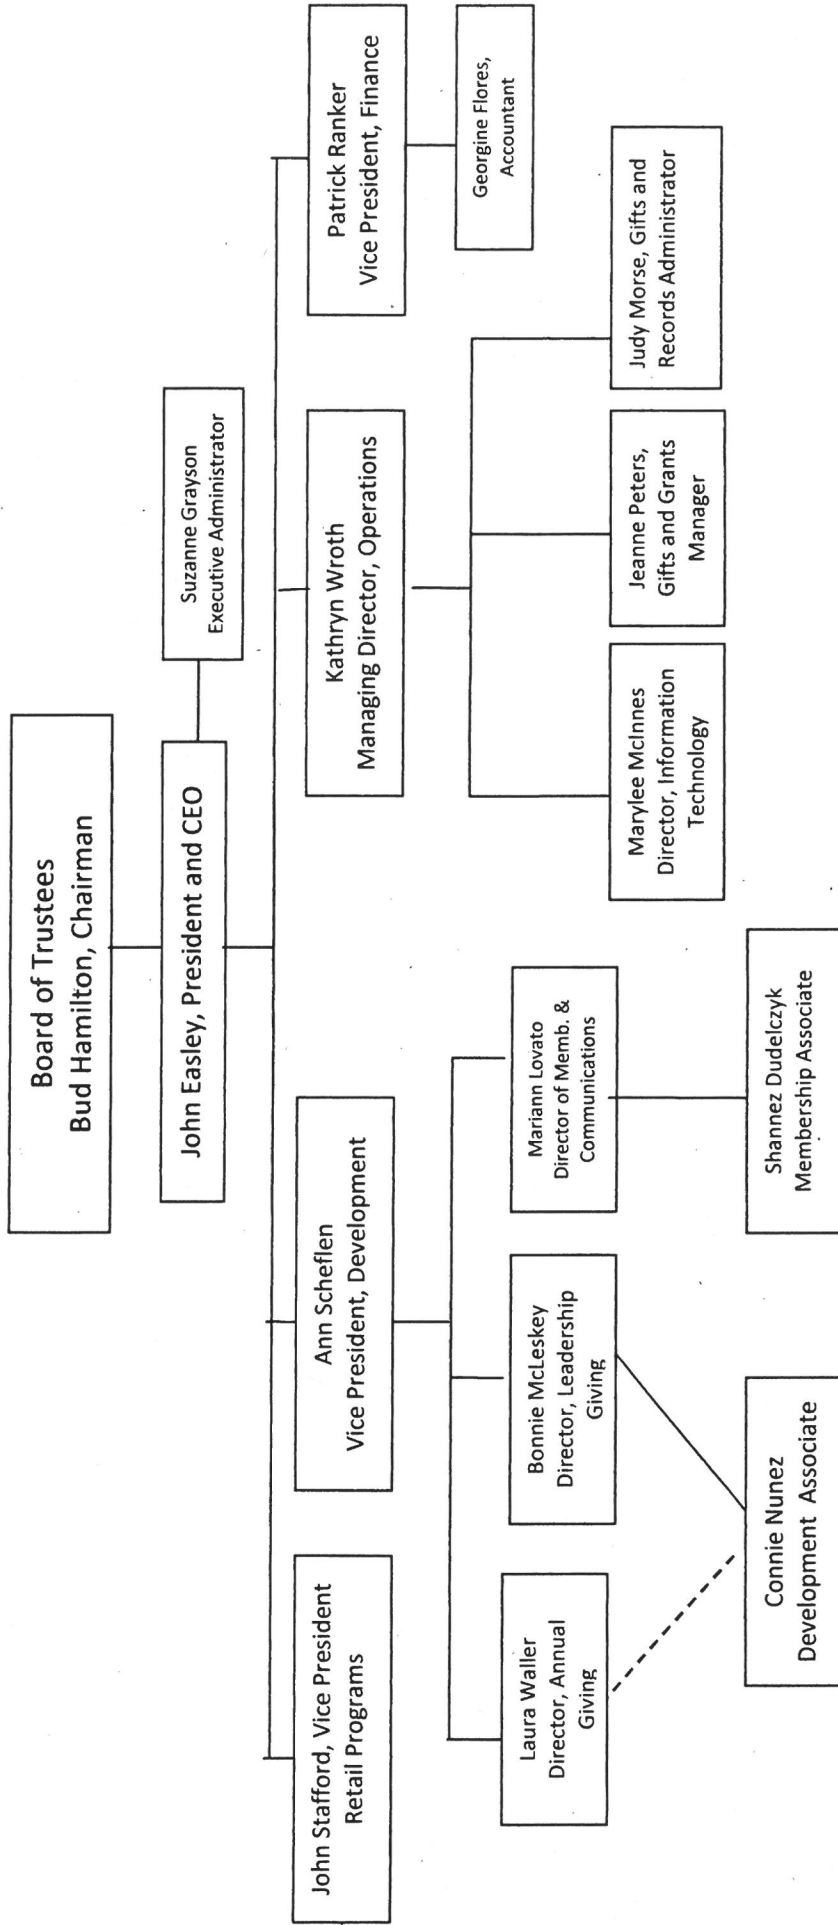 Board of Trustees
Bud Hamilton, Chairman
John Easley, President and CEO
Suzanne Grayson
Executive Administrator
John Stafford, Vice President
Retail Programs
Ann Scheflen
Vice President, Development
Kathryn Wroth
Managing Director, Operations
Patrick Ranker
Vice President, Finance
Laura Waller
Director, Annual
Giving
Bonnie McLeskey
Director, Leadership
Giving
Mariann Lovato
Director of Memb. &
Communications
Marylee McInnes
Director, Information
Technology
Jeanne Peters,
Gifts and Grants
Manager
Judy Morse, Gifts and
Records Administrator
Georgine Flores,
Accountant
Connie Nunez
Development Associate
Shannez Dudelczyk
Membership Associate